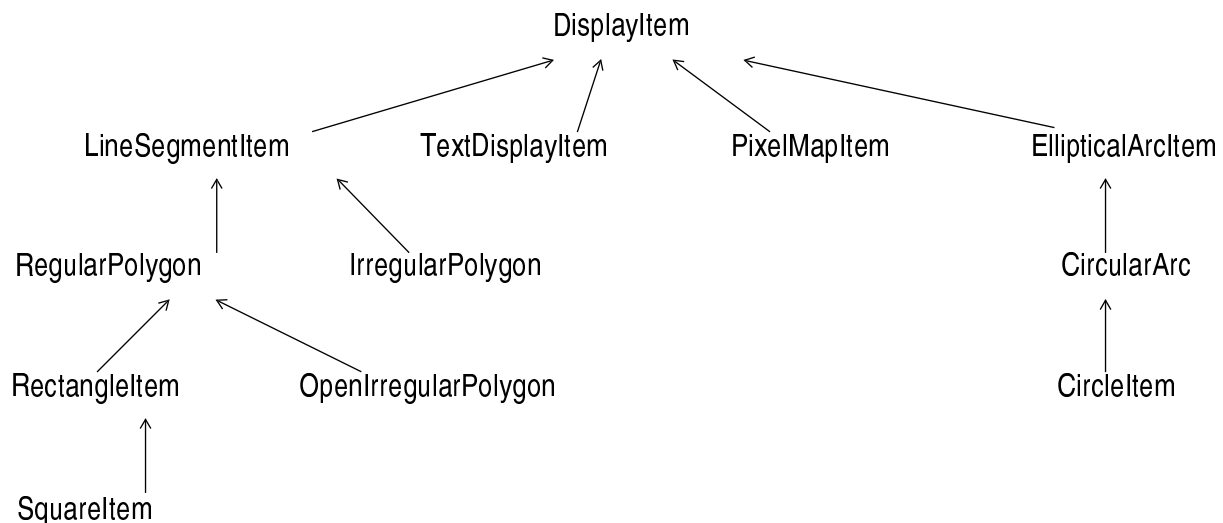 DisplayItem
LineSegmentItem TextDisplayItem PixelMapItem EllipticalArcItem
RegularPolygon IrregularPolygon CircularArc
RectangleItem OpenIrregularPolygon CircleItem
SquareItem